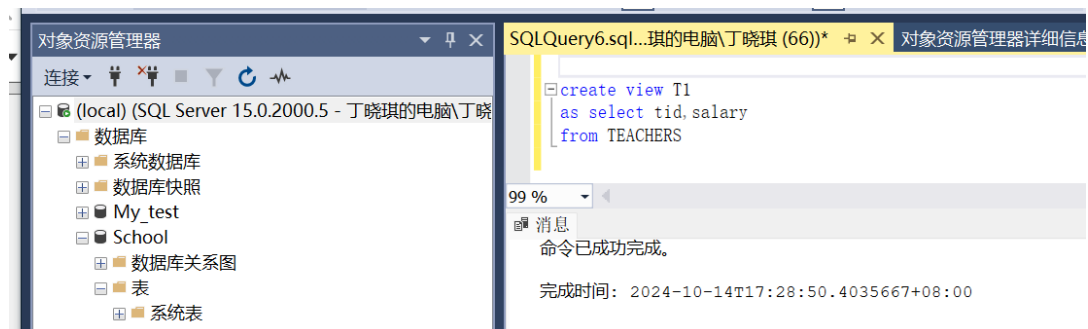 对象资源管理器
连接
(local) (SQL Server 15.0.2000.5 - 丁晓琪的电脑\丁晓
数据库
系统数据库
数据库快照
My_test
School
数据库关系图
表
系统表
SQLQuery6.sql...琪的电脑\丁晓琪 (66))*
对象资源管理器详细信息
create view T1
as select tid,salary
from TEACHERS
99 %
消息
命令已成功完成。
完成时间: 2024-10-14T17:28:50.4035667+08:00